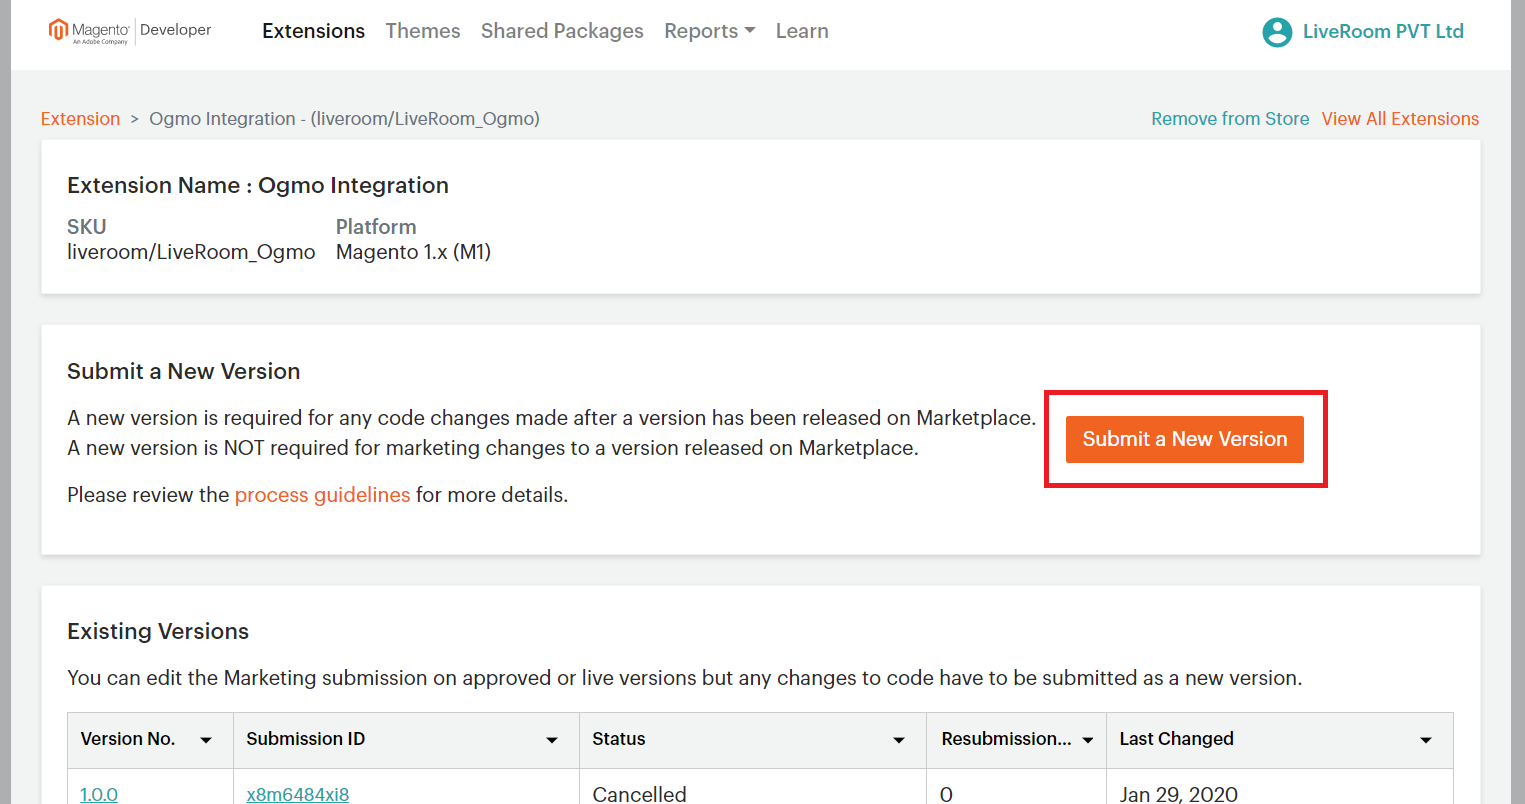 Magento | Developer
An Adobe Company
Extensions Themes Shared Packages Reports Learn
LiveRoom PVT Ltd
Extension > Ogmo Integration - (liveroom/LiveRoom_Ogmo)
Remove from Store View All Extensions
Extension Name : Ogmo Integration
SKU Platform
liveroom/LiveRoom_Ogmo Magento 1.x (M1)
Submit a New Version
A new version is required for any code changes made after a version has been released on Marketplace.
A new version is NOT required for marketing changes to a version released on Marketplace.
Submit a New Version
Please review the process guidelines for more details.
Existing Versions
You can edit the Marketing submission on approved or live versions but any changes to code have to be submitted as a new version.
Version No. Submission ID Status Resubmission... Last Changed
1.0.0 x8m6484xi8 Cancelled 0 Jan 29, 2020